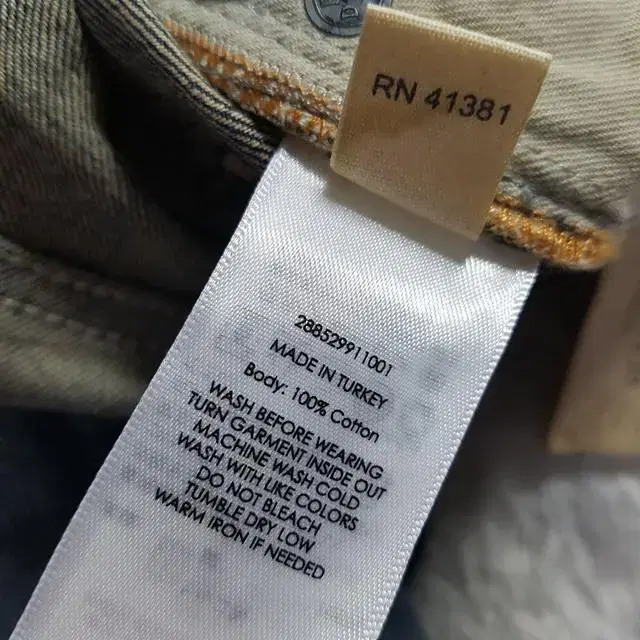 RN 41381
288529911001
MADE IN TURKEY
Body: 100% Cotton
WASH BEFORE WEARING
TURN GARMENT INSIDE OUT
MACHINE WASH COLD
WASH WITH LIKE COLORS
DO NOT BLEACH
TUMBLE DRY LOW
WARM IRON IF NEEDED